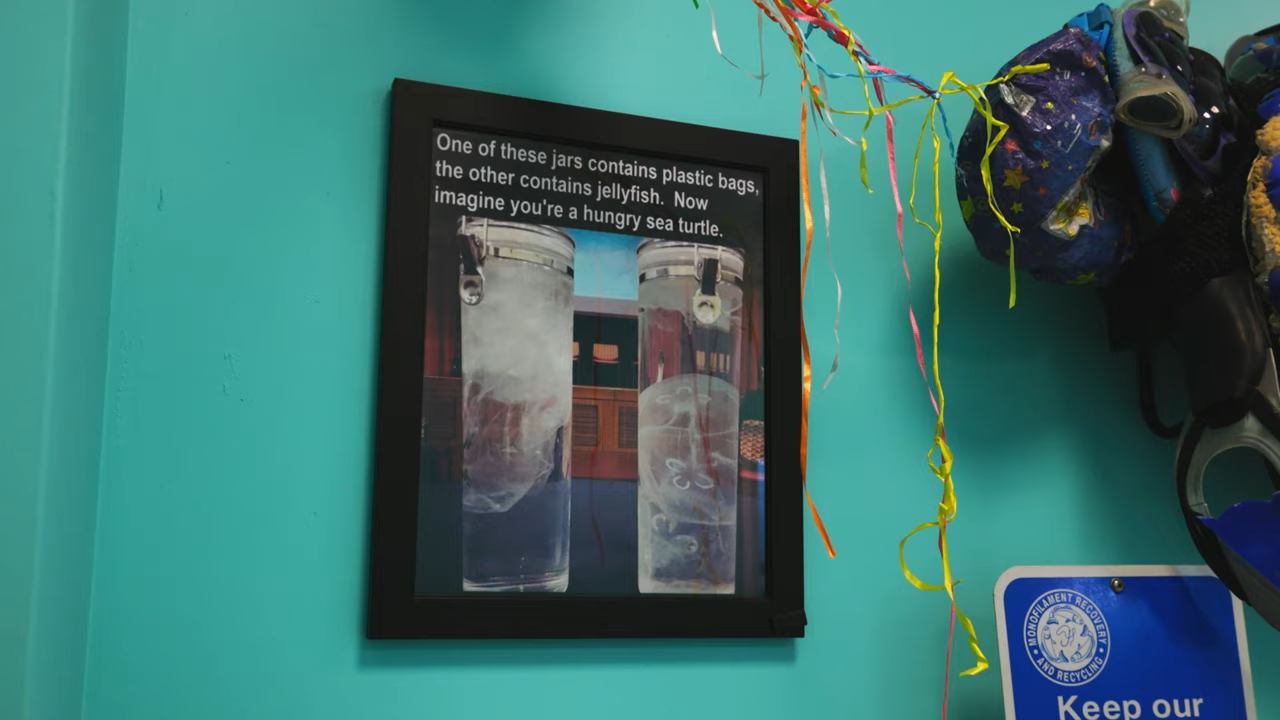 One of these jars contains plastic bags,
the other contains jellyfish. Now
imagine you're a hungry sea turtle.
MONOFILAMENT RECOVERY
• AND RECYCLING •
Keep our